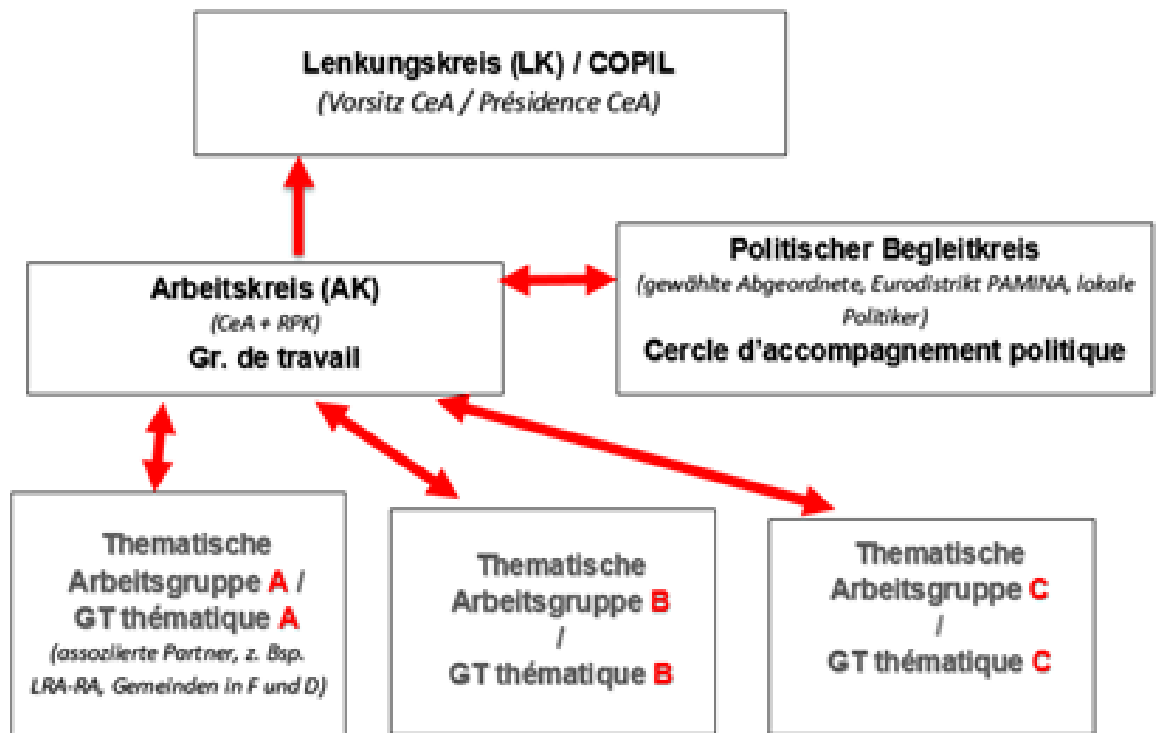 Lenkungskreis (LK) / COPIL
(Vorsitz CeA / Présidence CeA)
Politischer Begleitkreis
(gewählte Abgeordnete, Eurodistrikt PAMINA, lokale
Politiker)
Cercle d'accompagnement politique
Arbeitskreis (AK)
(CeA + RPK)
Gr. de travail
Thematische
Arbeitsgruppe A /
GT thématique A
(assoziierte Partner, z. Bsp.
LRA-RA, Gemeinden in F und D)
Thematische
Arbeitsgruppe B
/
GT thématique B
Thematische
Arbeitsgruppe C
/
GT thématique C